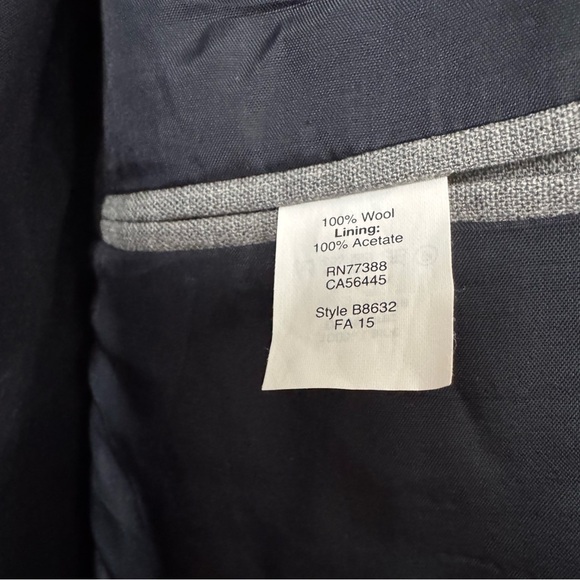 100% Wool
Lining:
100% Acetate
RN77388
CA56445
Style B8632
FA 15